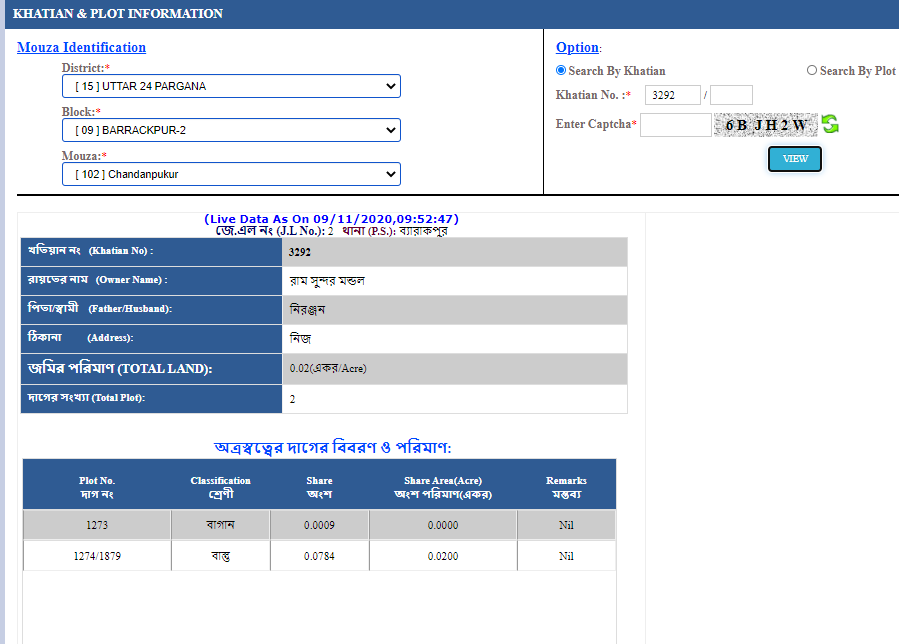 KHATIAN & PLOT INFORMATION
Mouza Identification
District:*
[ 15 ] UTTAR 24 PARGANA
Block:*
[ 09 ] BARRACKPUR-2
Mouza:*
[ 102 ] Chandanpukur
Option:
Search By Khatian Search By Plot
Khatian No. :* 3292 /
Enter Captcha* 6 B J H 2 W
VIEW
(Live Data As On 09/11/2020,09:52:47)
জে.এল নং (J.L No.): 2 থানা (P.S.): ব্যারাকপুর
খতিয়ান নং (Khatian No) : 3292
রায়তের নাম (Owner Name) : রাম সুন্দর মন্ডল
পিতা/স্বামী (Father/Husband): নিরঞ্জন
ঠিকানা (Address): নিজ
জমির পরিমাণ (TOTAL LAND): 0.02(একর/Acre)
দাগের সংখ্যা (Total Plot): 2
অত্রস্বত্বের দাগের বিবরণ ও পরিমাণ:
Plot No. Classification Share Share Area(Acre) Remarks
দাগ নং শ্রেণী অংশ অংশ পরিমাণ(একর) মন্তব্য
1273 বাগান 0.0009 0.0000 Nil
1274/1879 বাস্তু 0.0784 0.0200 Nil